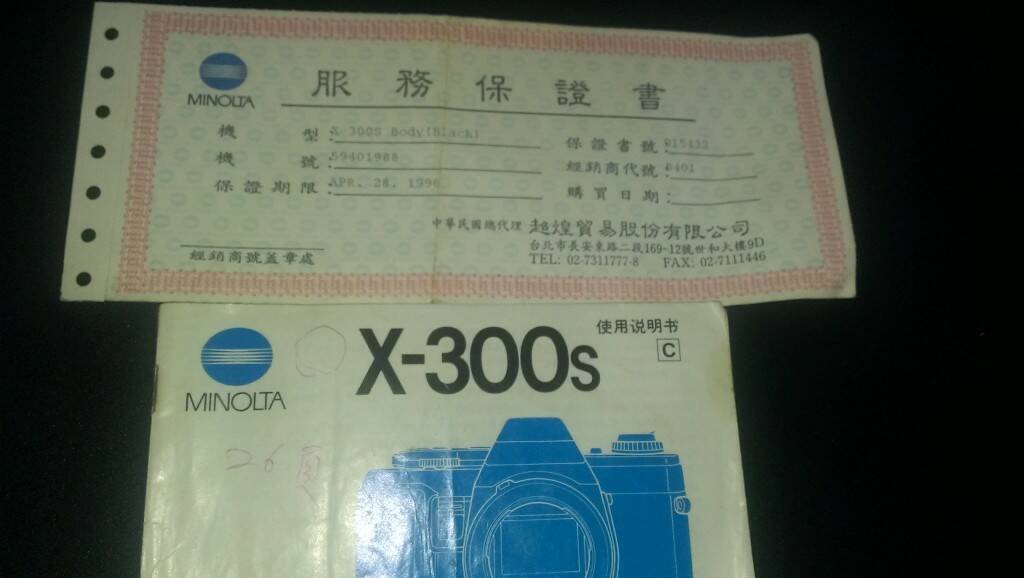 MINOLTA
服務保證書
機型：X-300S Body(Black)
保證書號：
機號：59401988
經銷商代號：
保證期限：APR. 28, 1996
購買日期：
中華民國總代理 超煌貿易股份有限公司
台北市長安東路二段169-12號世和大樓9D
經銷商號蓋章處
TEL: 02-7311777-8 FAX: 02-7111446
MINOLTA
X-300s
使用说明书
C
26頁